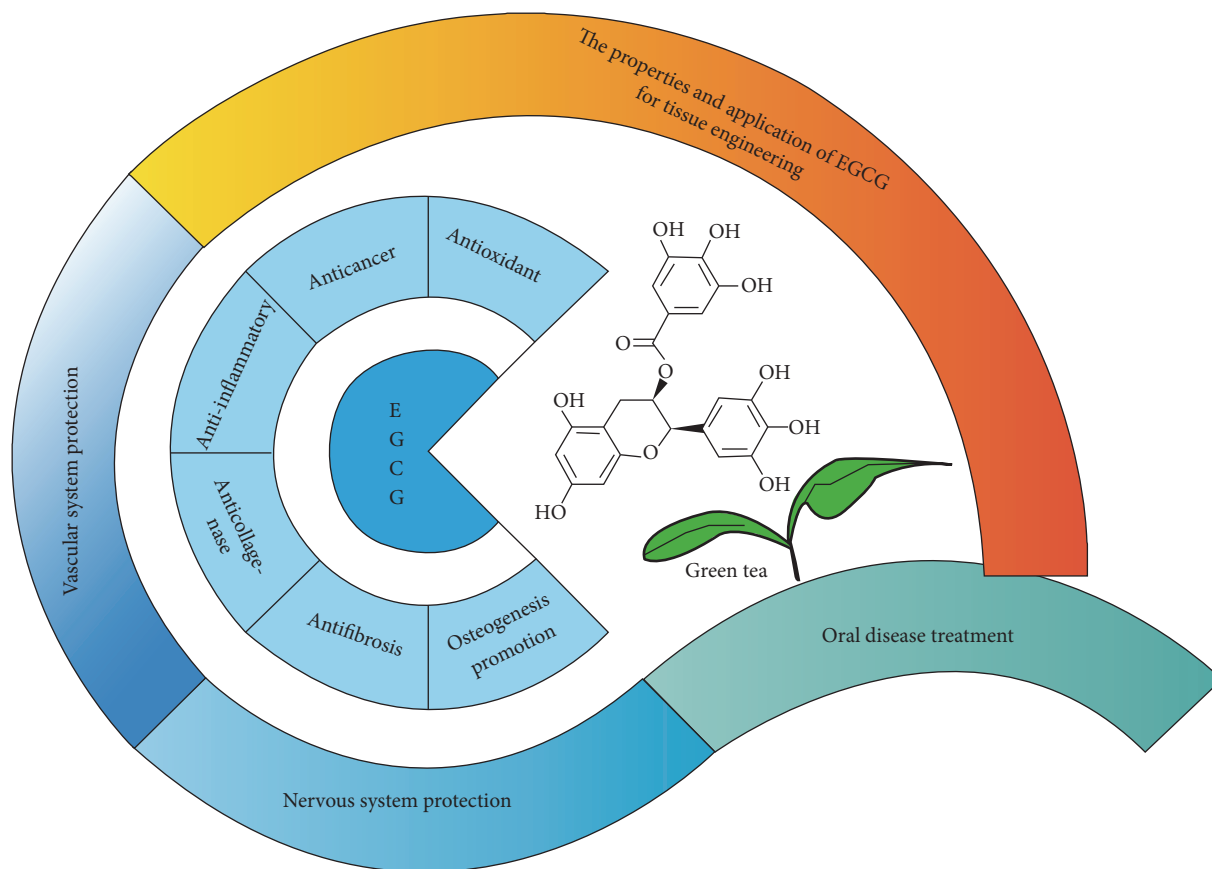 The properties and application of EGCG
for tissue engineering
Vascular system protection
Nervous system protection
Oral disease treatment
Antioxidant
Anticancer
Anti-inflammatory
Anticollage-
nase
Antifibrosis
Osteogenesis
promotion
E
G
C
G
OH
OH
OH
O
O
OH
OH
OH
OH
O
HO
Green tea